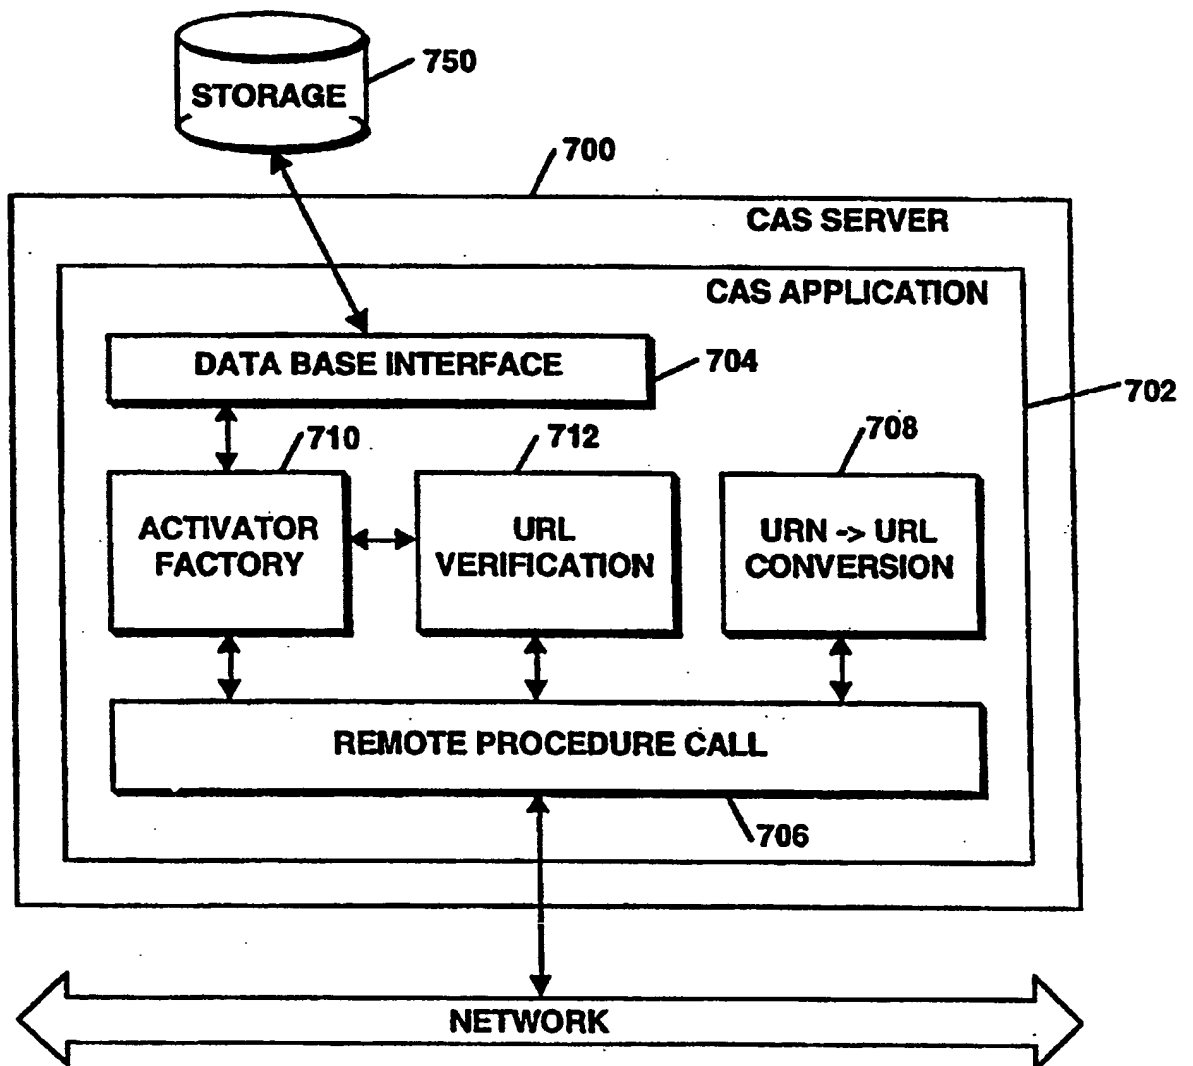 750
STORAGE
700
CAS SERVER
CAS APPLICATION
DATA BASE INTERFACE
704
702
710
712
708
ACTIVATOR
FACTORY
URL
VERIFICATION
URN -> URL
CONVERSION
REMOTE PROCEDURE CALL
706
NETWORK